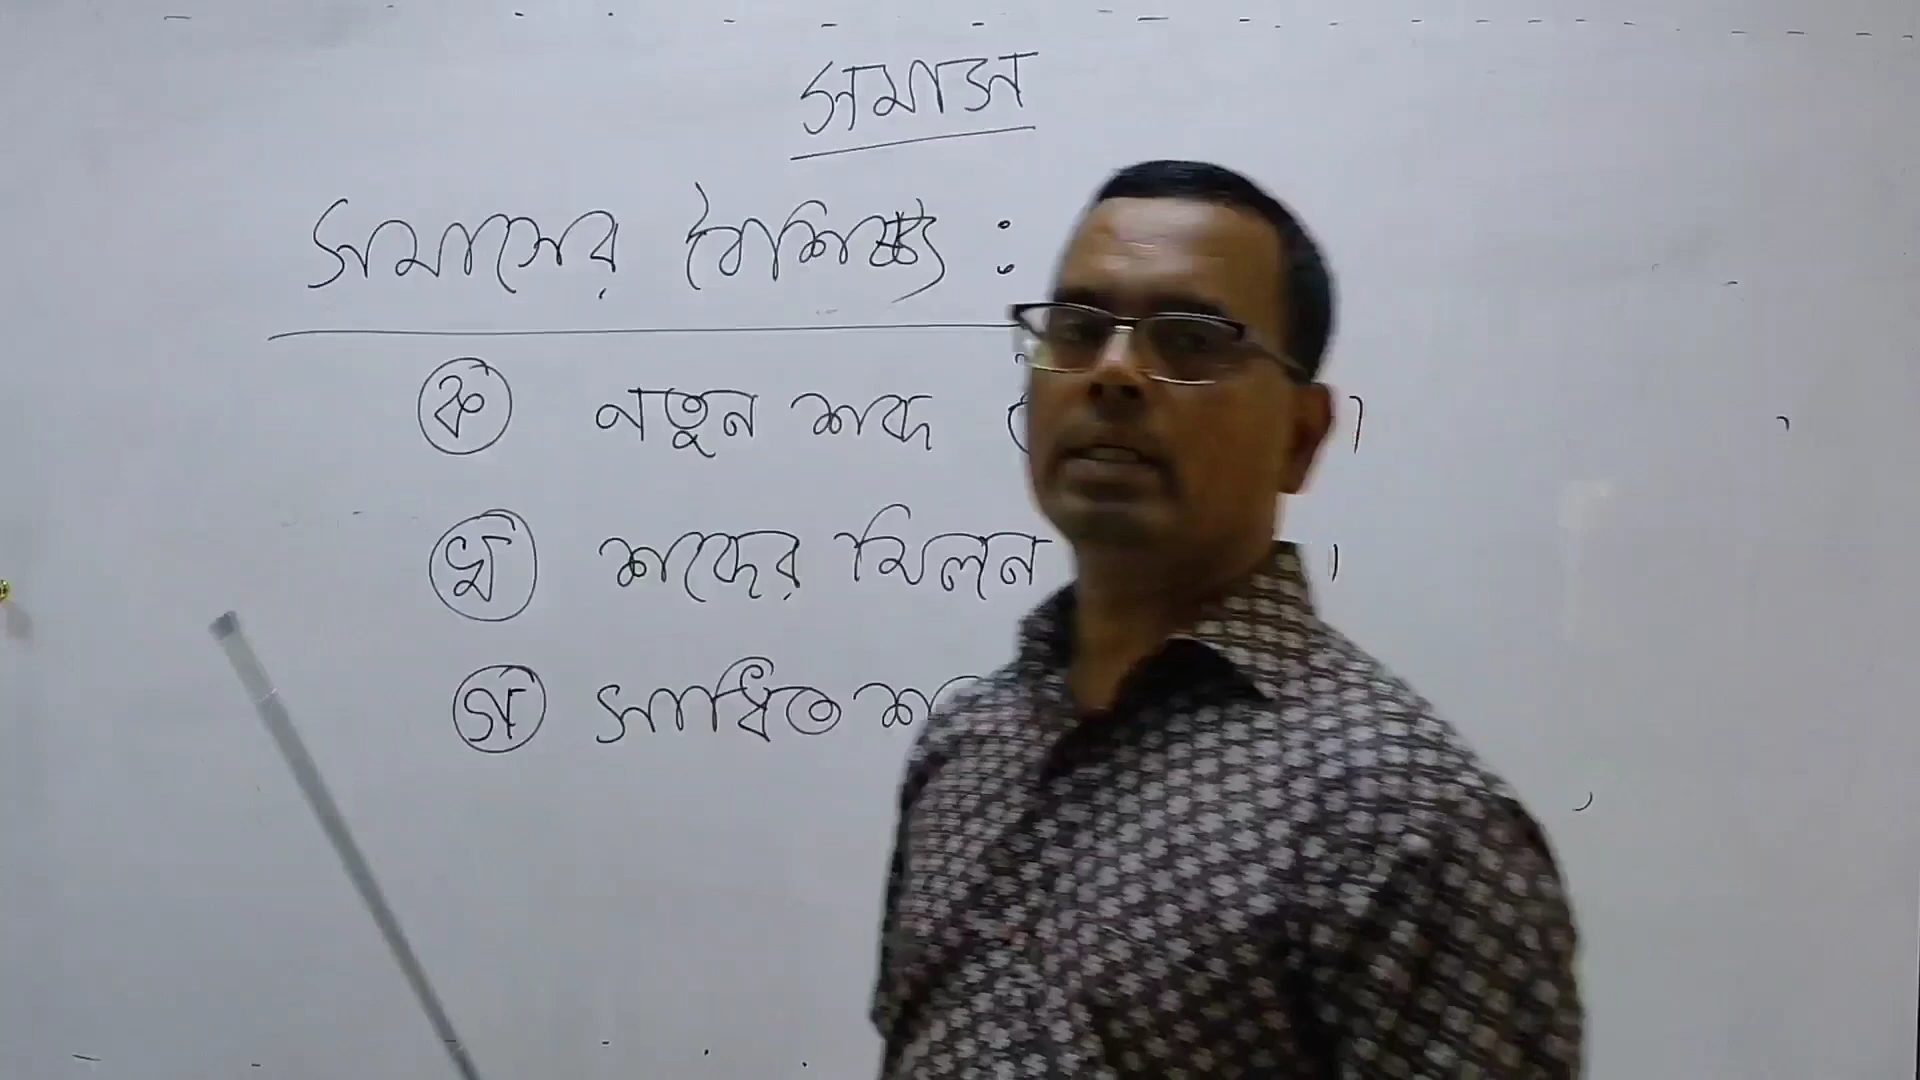 সমাস
সমাসের বৈশিষ্ট্য :
ক নতুন শব্দ
খ শব্দের মিলন
গ সাধিত